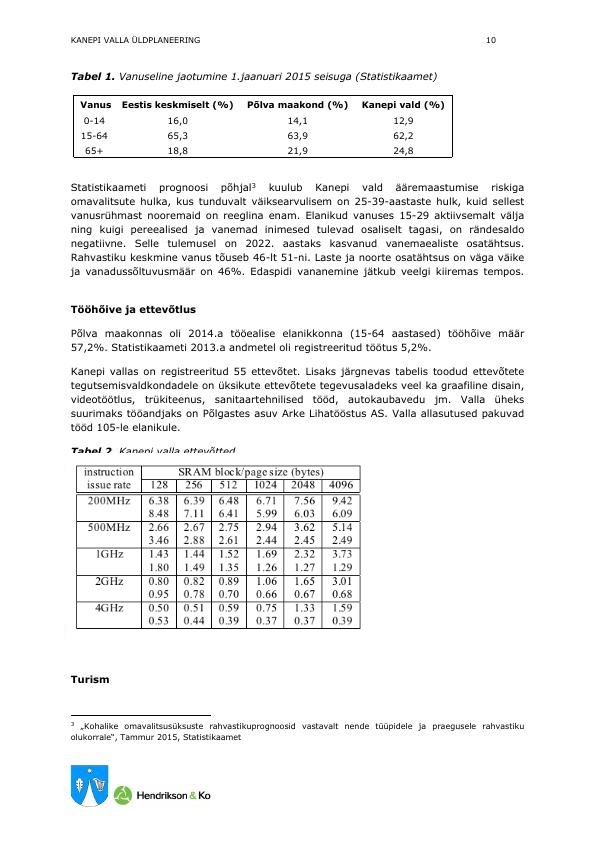 KANEPI VALLA ÜLDPLANEERING 10
Tabel 1. Vanuseline jaotumine 1.jaanuari 2015 seisuga (Statistikaamet)
Vanus Eestis keskmiselt (%) Põlva maakond (%) Kanepi vald (%)
0-14 16,0 14,1 12,9
15-64 65,3 63,9 62,2
65+ 18,8 21,9 24,8
Statistikaameti prognoosi põhjal³ kuulub Kanepi vald ääremaastumise riskiga
omavalitsute hulka, kus tunduvalt väiksearvulisem on 25-39-aastaste hulk, kuid sellest
vanusrühmast nooremaid on reeglina enam. Elanikud vanuses 15-29 aktiivsemalt välja
ning kuigi pereealised ja vanemad inimesed tulevad osaliselt tagasi, on rändesaldo
negatiivne. Selle tulemusel on 2022. aastaks kasvanud vanemaealiste osatähtsus.
Rahvastiku keskmine vanus tõuseb 46-lt 51-ni. Laste ja noorte osatähtsus on väga väike
ja vanadussõltuvusmäär on 46%. Edaspidi vananemine jätkub veelgi kiiremas tempos.
Tööhõive ja ettevõtlus
Põlva maakonnas oli 2014.a tööealise elanikkonna (15-64 aastased) tööhõive määr
57,2%. Statistikaameti 2013.a andmetel oli registreeritud töötus 5,2%.
Kanepi vallas on registreeritud 55 ettevõtet. Lisaks järgnevas tabelis toodud ettevõtete
tegutsemisvaldkondadele on üksikute ettevõtete tegevusaladeks veel ka graafiline disain,
videotöötlus, trükiteenus, sanitaartehnilised tööd, autokaubavedu jm. Valla üheks
suurimaks tööandjaks on Põlgastes asuv Arke Lihatööstus AS. Valla allasutused pakuvad
tööd 105-le elanikule.
Tabel 2. Kanepi valla ettevõtted
instruction SRAM block/page size (bytes)
issue rate 128 256 512 1024 2048 4096
200MHz 6.38 6.39 6.48 6.71 7.56 9.42
8.48 7.11 6.41 5.99 6.03 6.09
500MHz 2.66 2.67 2.75 2.94 3.62 5.14
3.46 2.88 2.61 2.44 2.45 2.49
1GHz 1.43 1.44 1.52 1.69 2.32 3.73
1.80 1.49 1.35 1.26 1.27 1.29
2GHz 0.80 0.82 0.89 1.06 1.65 3.01
0.95 0.78 0.70 0.66 0.67 0.68
4GHz 0.50 0.51 0.59 0.75 1.33 1.59
0.53 0.44 0.39 0.37 0.37 0.39
Turism
³ „Kohalike omavalitsusüksuste rahvastikuprognoosid vastavalt nende tüüpidele ja praegusele rahvastiku
olukorrale“, Tammur 2015, Statistikaamet
Hendrikson & Ko